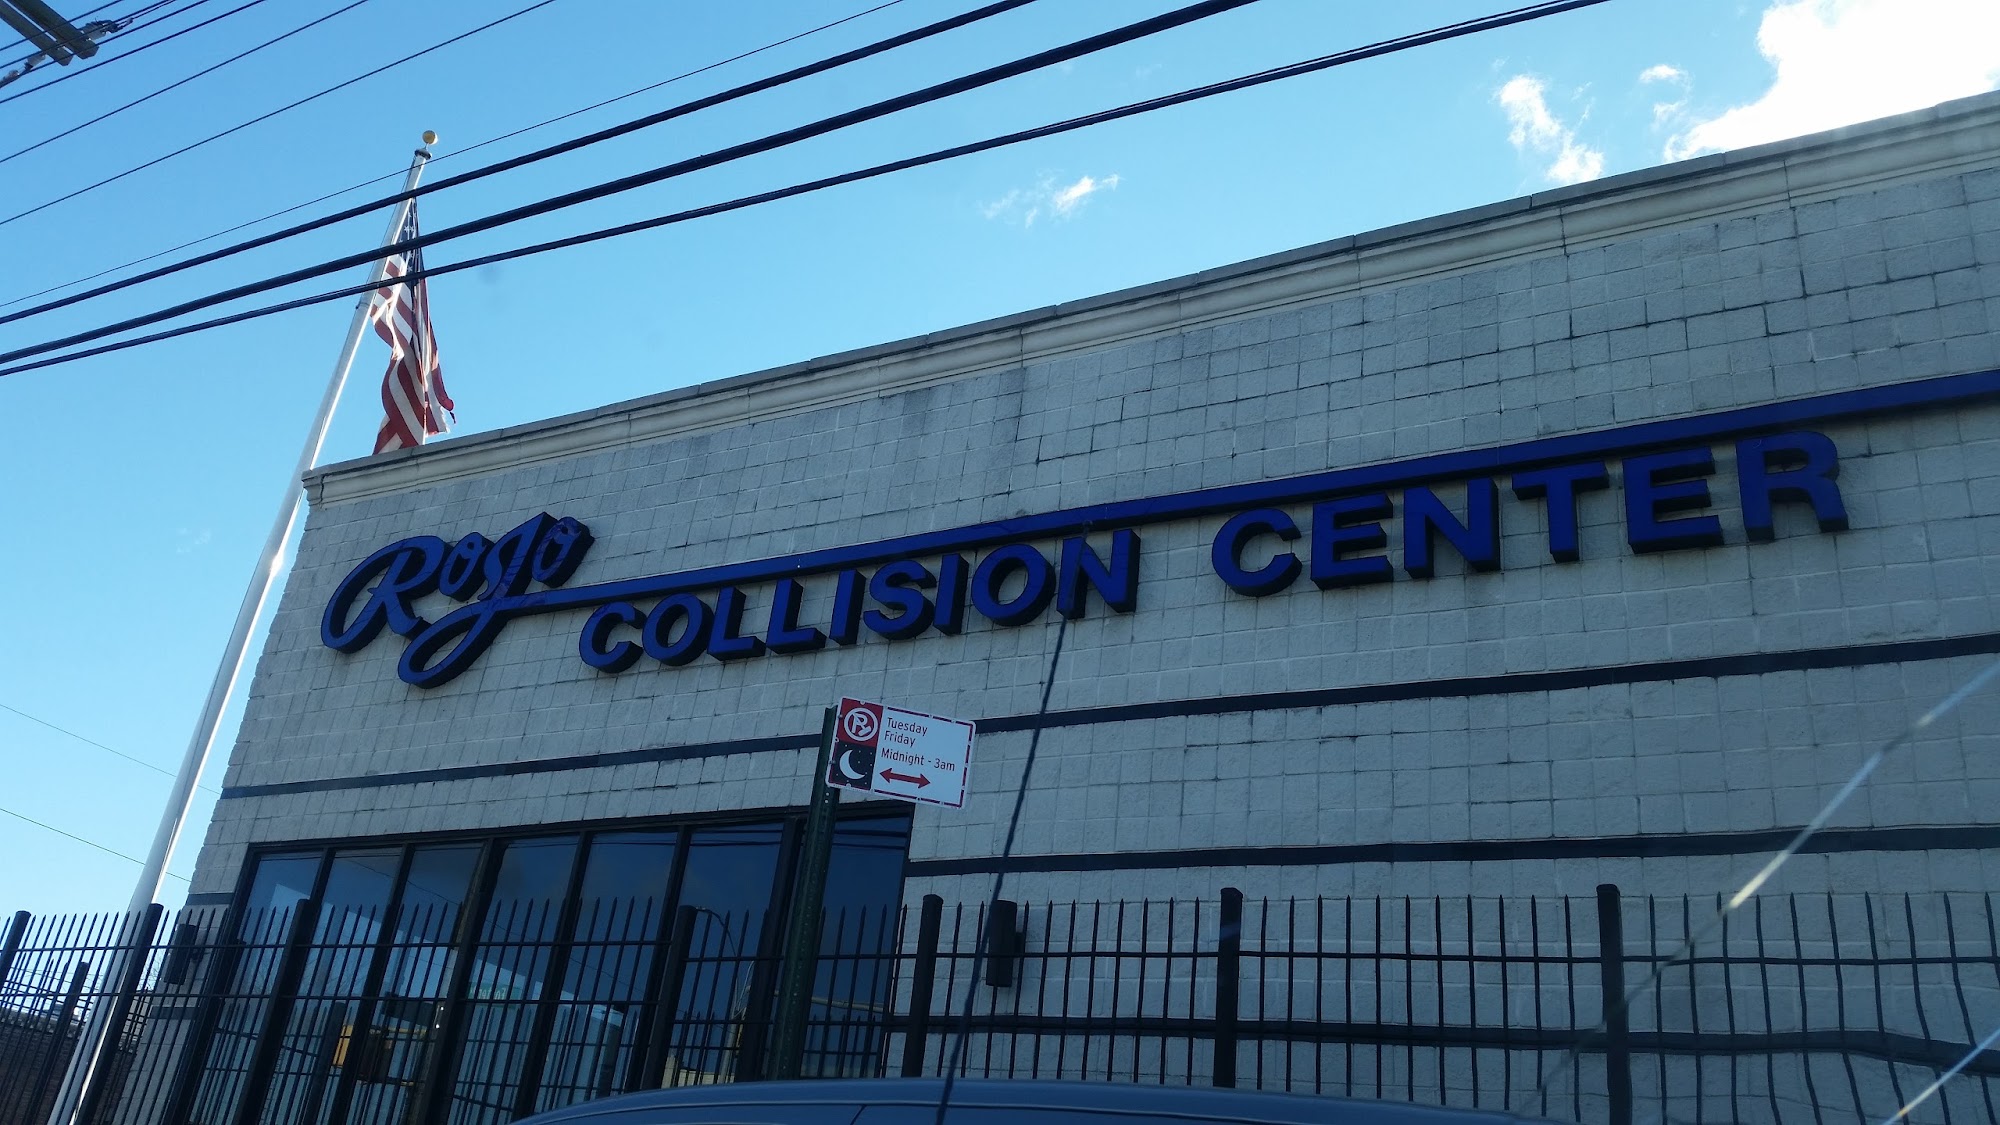 RoJo
COLLISION CENTER
P
Tuesday
Friday
Midnight - 3am